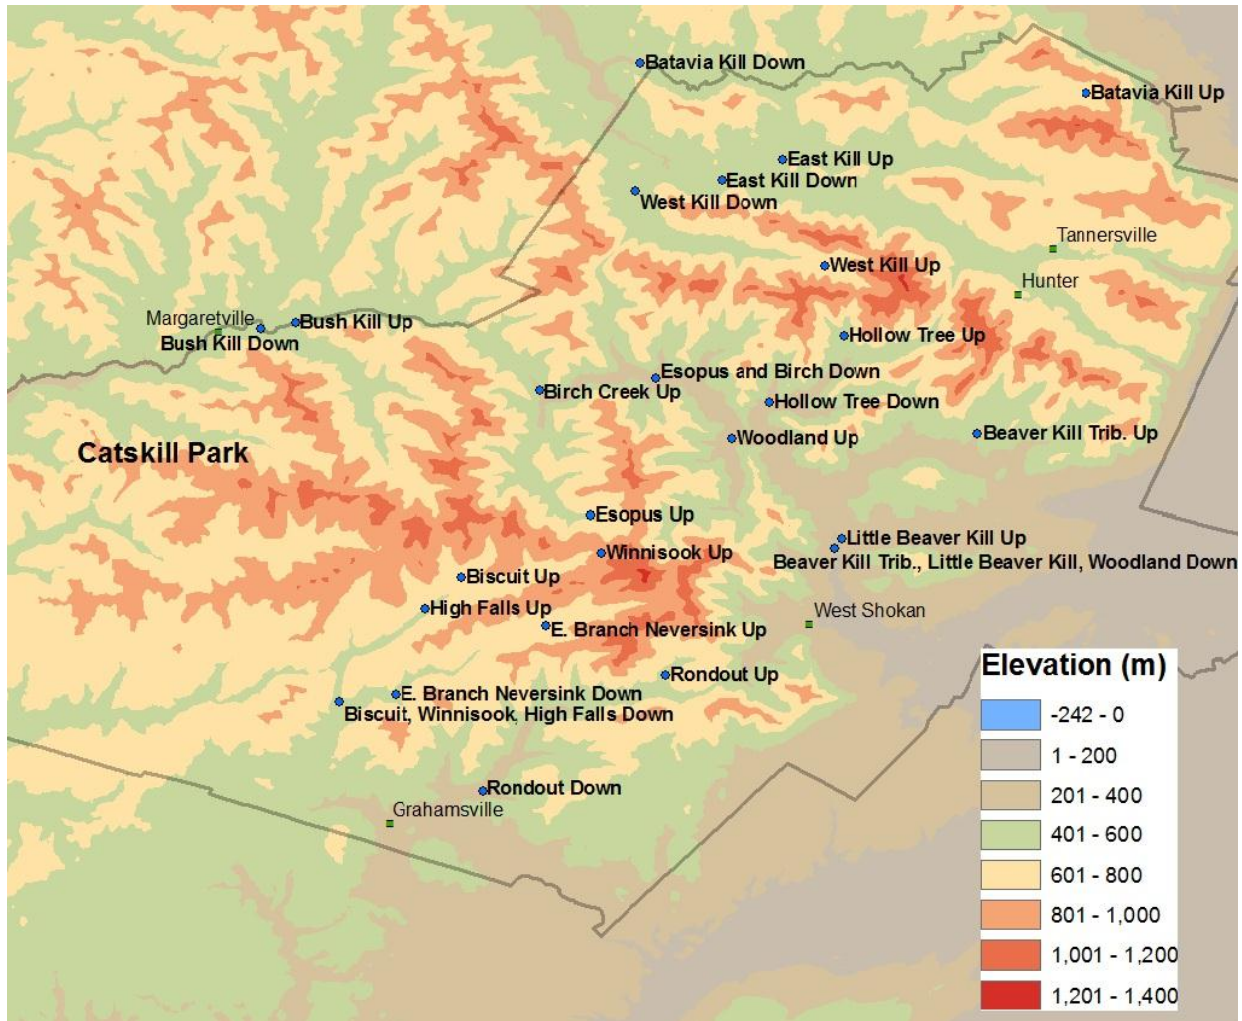 Batavia Kill Down
Batavia Kill Up
East Kill Up
East Kill Down
West Kill Down
Tannersville
West Kill Up
Hunter
Margaretville
Bush Kill Up
Bush Kill Down
Hollow Tree Up
Esopus and Birch Down
Birch Creek Up
Hollow Tree Down
Woodland Up
Beaver Kill Trib. Up
Catskill Park
Esopus Up
Little Beaver Kill Up
Winnisook Up
Beaver Kill Trib., Little Beaver Kill, Woodland Down
Biscuit Up
High Falls Up
West Shokan
E. Branch Neversink Up
Rondout Up
E. Branch Neversink Down
Biscuit, Winnisook, High Falls Down
Rondout Down
Grahamsville
Elevation (m)
-242 - 0
1 - 200
201 - 400
401 - 600
601 - 800
801 - 1,000
1,001 - 1,200
1,201 - 1,400